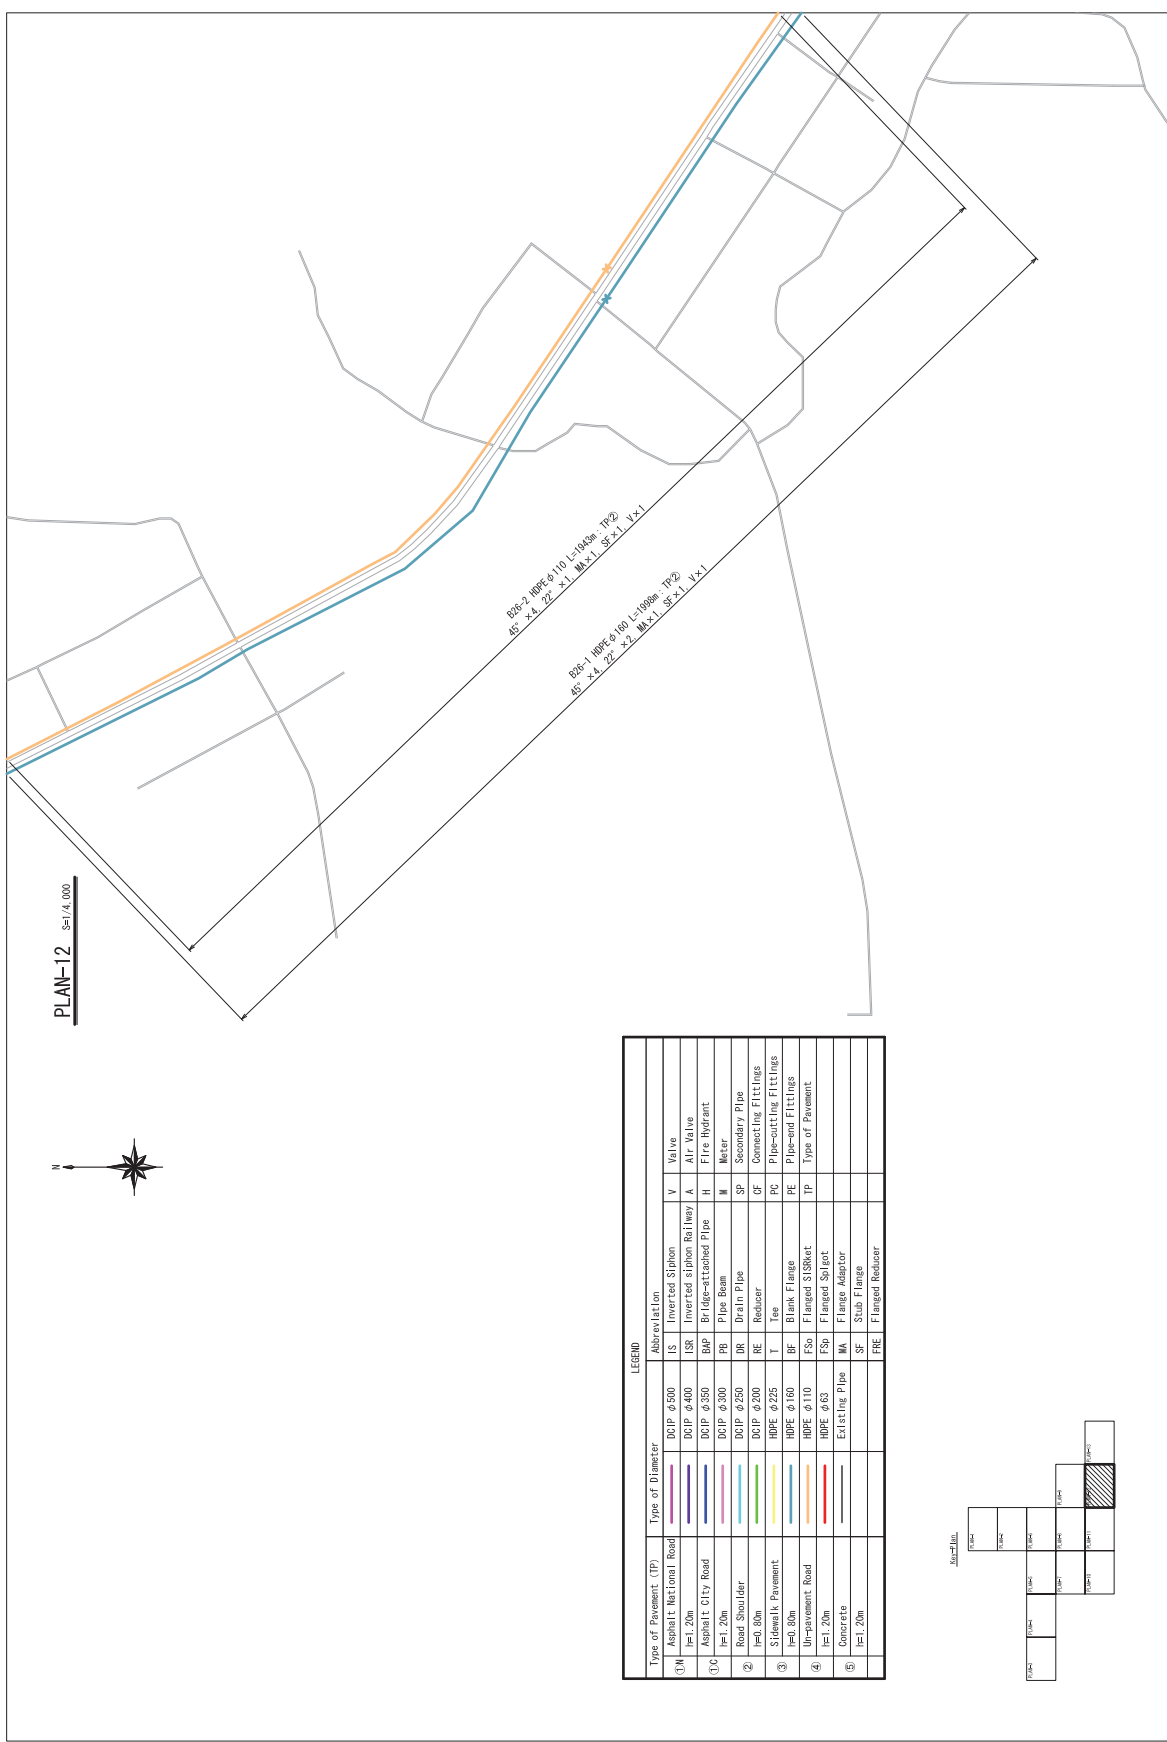 PLAN-12 S=1/4,000
N
B26-2 HDPEφ110 L=1943m : TP②
45° ×4, 22° ×1, MA×1, SF×1, V×1
B26-1 HDPEφ160 L=1998m : TP②
45° ×4, 22° ×2, MA×1, SF×1, V×1
LEGEND
Type of Pavement (TP) Type of Diameter Abbreviation
①N Asphalt National Road DCIP φ500 IS Inverted Siphon V Valve
h=1.20m DCIP φ400 ISR Inverted siphon Railway A Air Valve
①C Asphalt City Road DCIP φ350 BAP Bridge-attached Pipe H Fire Hydrant
h=1.20m DCIP φ300 PB Pipe Beam M Meter
② Road Shoulder DCIP φ250 DR Drain Pipe SP Secondary Pipe
h=0.80m DCIP φ200 RE Reducer CF Connecting Fittings
③ Sidewalk Pavement HDPE φ225 T Tee PC Pipe-cutting Fittings
h=0.80m HDPE φ160 BF Blank Flange PE Pipe-end Fittings
④ Un-pavement Road HDPE φ110 FSo Flanged SISRket TP Type of Pavement
h=1.20m HDPE φ63 FSp Flanged Spigot
⑤ Concrete Existing Pipe MA Flange Adaptor
h=1.20m SF Stub Flange
FRE Flanged Reducer
Key-Plan
PLAN-11
PLAN-10
PLAN-13